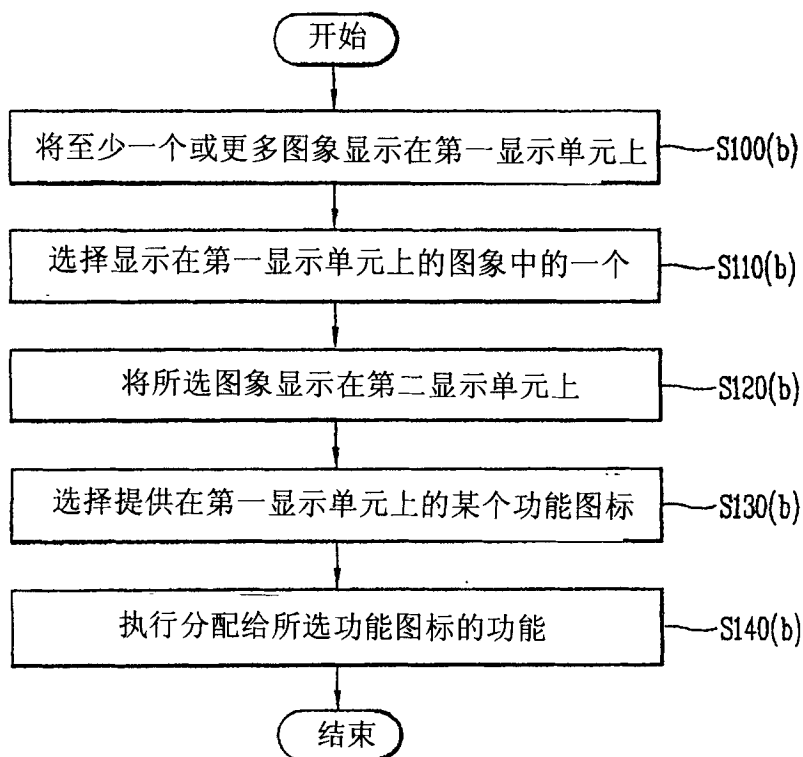 开始
将至少一个或更多图象显示在第一显示单元上
S100(b)
选择显示在第一显示单元上的图象中的一个
S110(b)
将所选图象显示在第二显示单元上
S120(b)
选择提供在第一显示单元上的某个功能图标
S130(b)
执行分配给所选功能图标的功能
S140(b)
结束